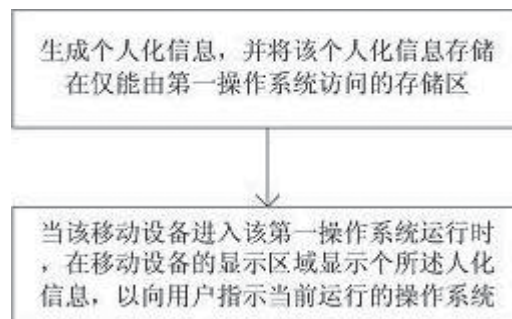 生成个人化信息，并将该个人化信息存储
在仅能由第一操作系统访问的存储区
当该移动设备进入该第一操作系统运行时
，在移动设备的显示区域显示个所述人化
信息，以向用户指示当前运行的操作系统